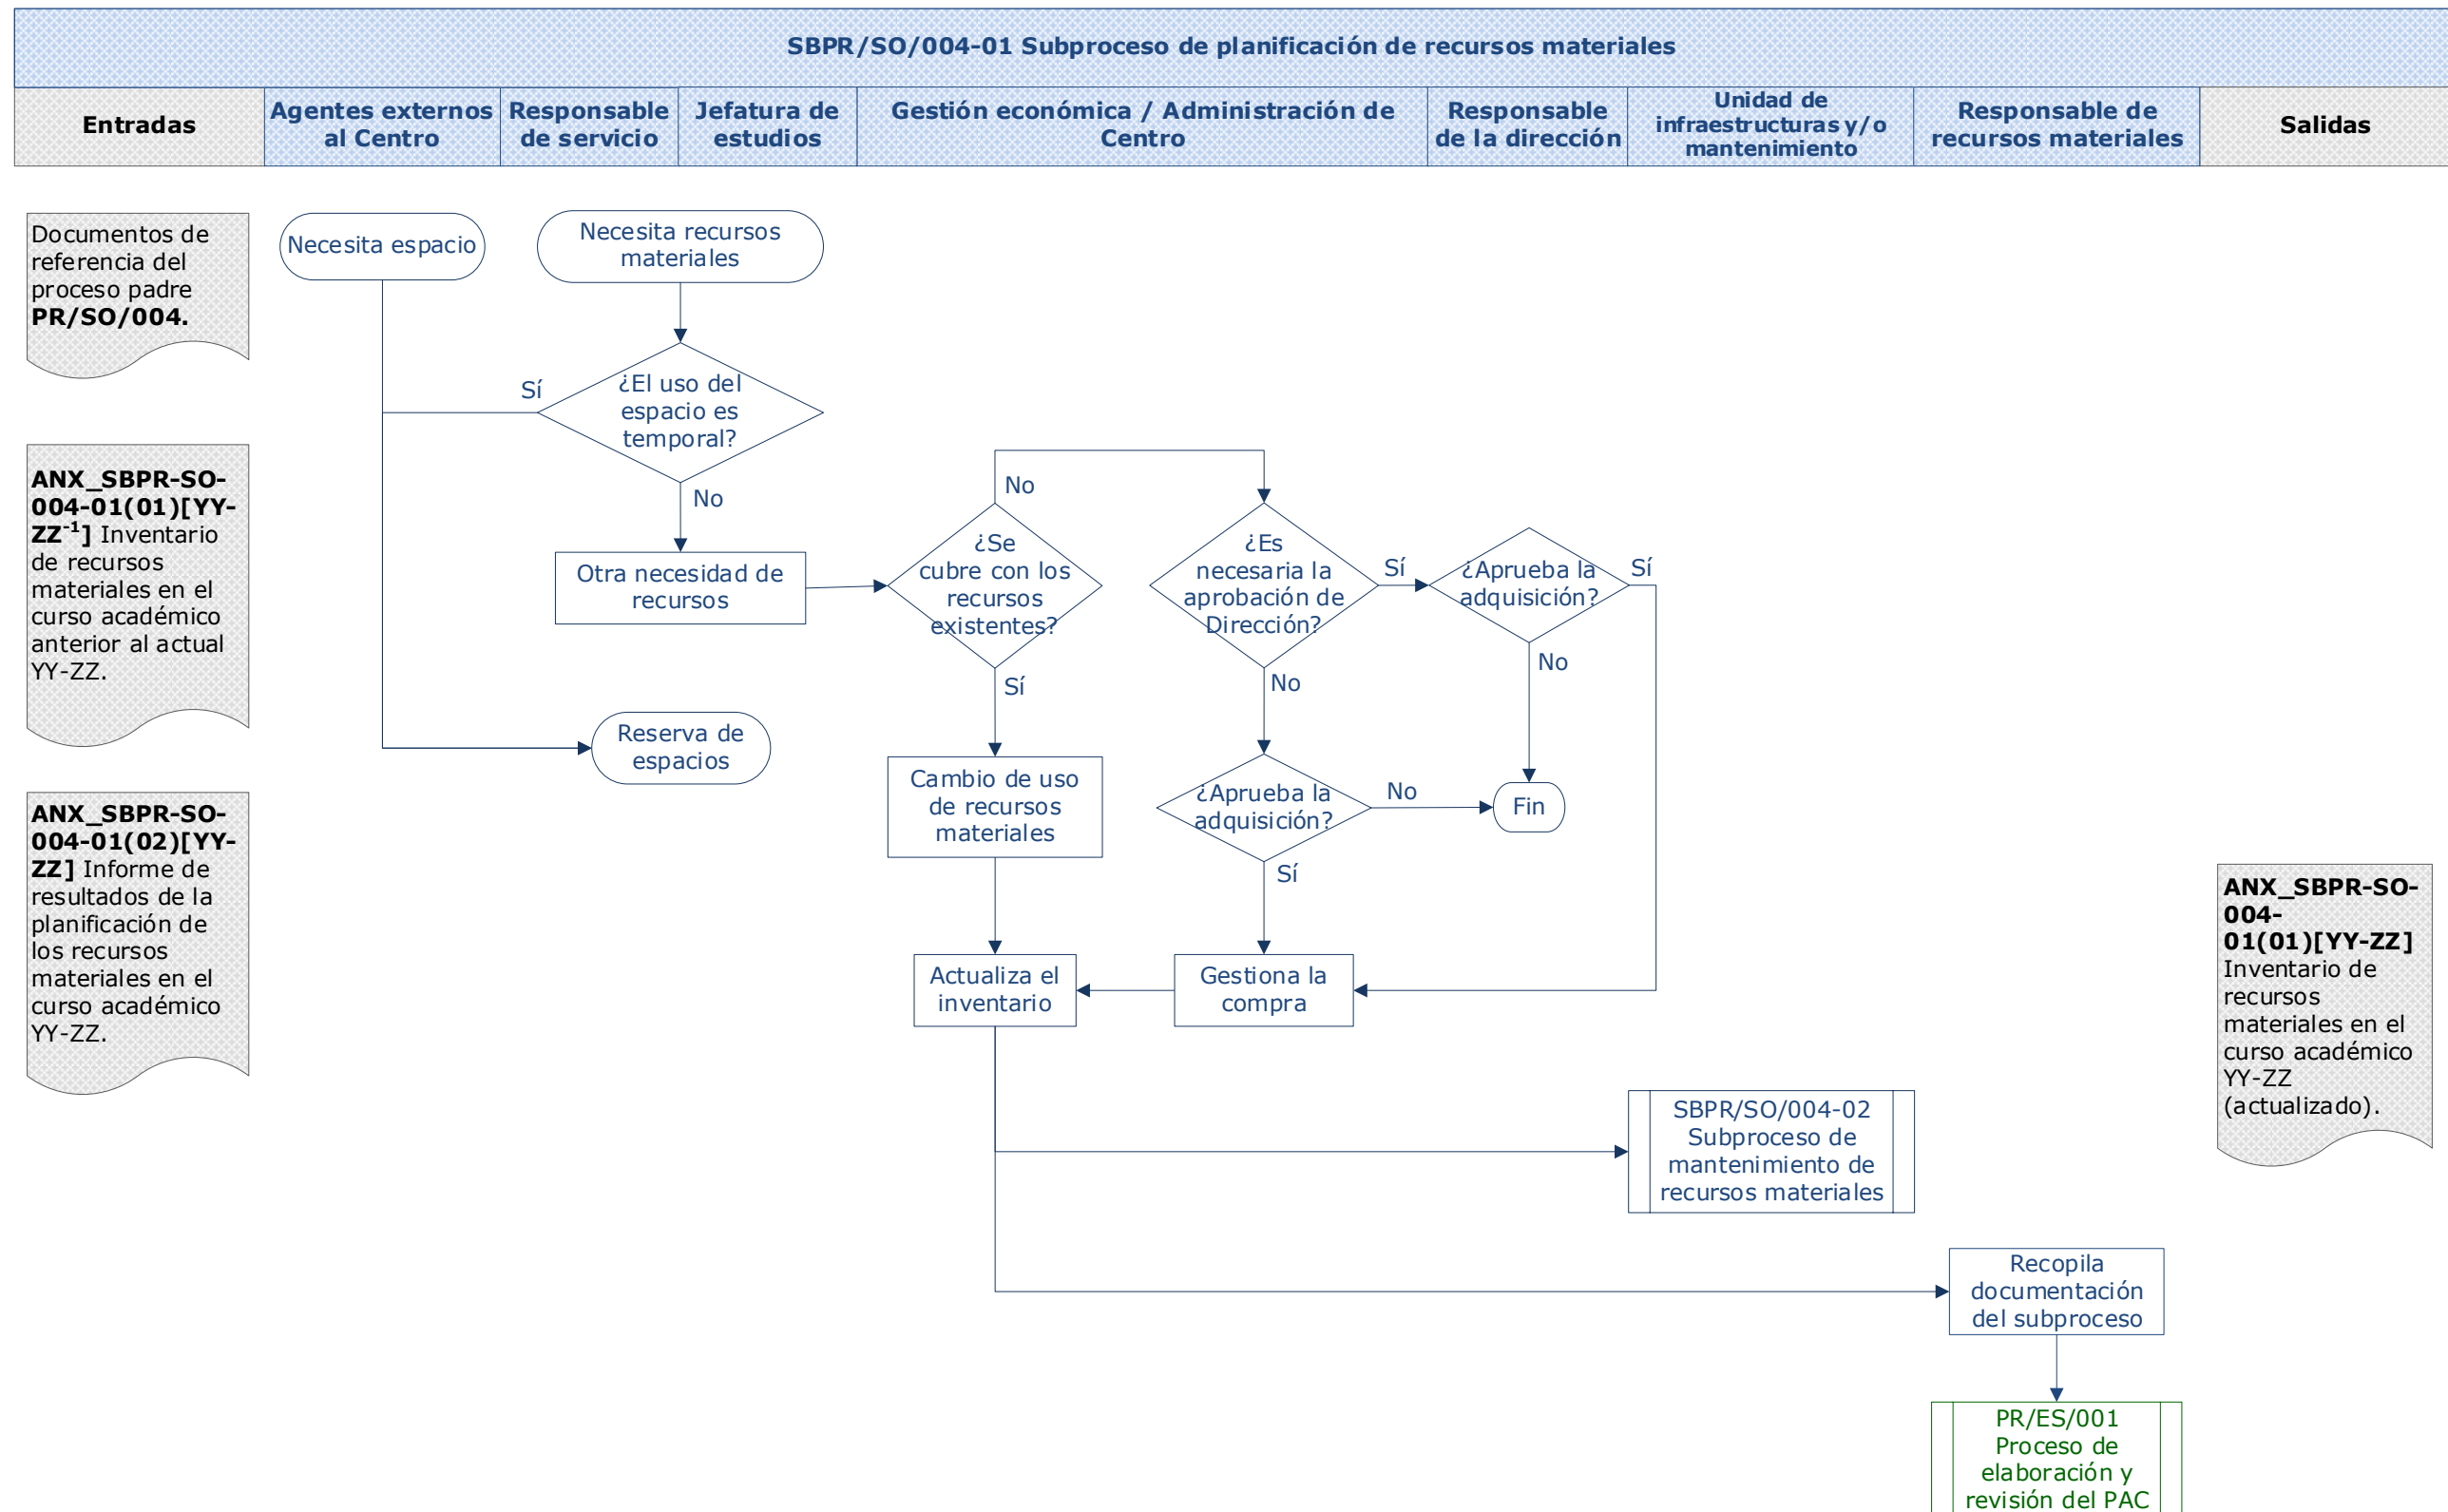 SBPR/SO/004-01 Subproceso de planificación de recursos materiales
Entradas
Agentes externos
al Centro
Responsable
de servicio
Jefatura de
estudios
Gestión económica / Administración de
Centro
Responsable
de la dirección
Unidad de
infraestructuras y/o
mantenimiento
Responsable de
recursos materiales
Salidas
Documentos de
referencia del
proceso padre
PR/SO/004.
Necesita espacio
Necesita recursos
materiales
¿El uso del
espacio es
temporal?
Sí
No
ANX_SBPR-SO-
004-01(01)[YY-
ZZ-1] Inventario
de recursos
materiales en el
curso académico
anterior al actual
YY-ZZ.
Otra necesidad de
recursos
No
¿Se
cubre con los
recursos
existentes?
Sí
¿Es
necesaria la
aprobación de
Dirección?
Sí
No
¿Aprueba la
adquisición?
Sí
No
Reserva de
espacios
Cambio de uso
de recursos
materiales
¿Aprueba la
adquisición?
No
Sí
Fin
ANX_SBPR-SO-
004-01(02)[YY-
ZZ] Informe de
resultados de la
planificación de
los recursos
materiales en el
curso académico
YY-ZZ.
Actualiza el
inventario
Gestiona la
compra
ANX_SBPR-SO-
004-
01(01)[YY-ZZ]
Inventario de
recursos
materiales en el
curso académico
YY-ZZ
(actualizado).
SBPR/SO/004-02
Subproceso de
mantenimiento de
recursos materiales
Recopila
documentación
del subproceso
PR/ES/001
Proceso de
elaboración y
revisión del PAC